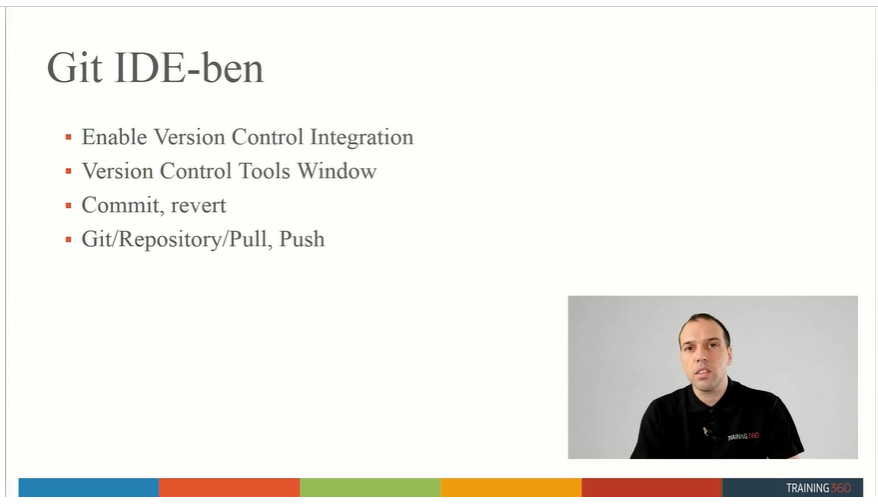 Git IDE-ben
Enable Version Control Integration
Version Control Tools Window
Commit, revert
Git/Repository/Pull, Push
TRAINING360
TRAINING360